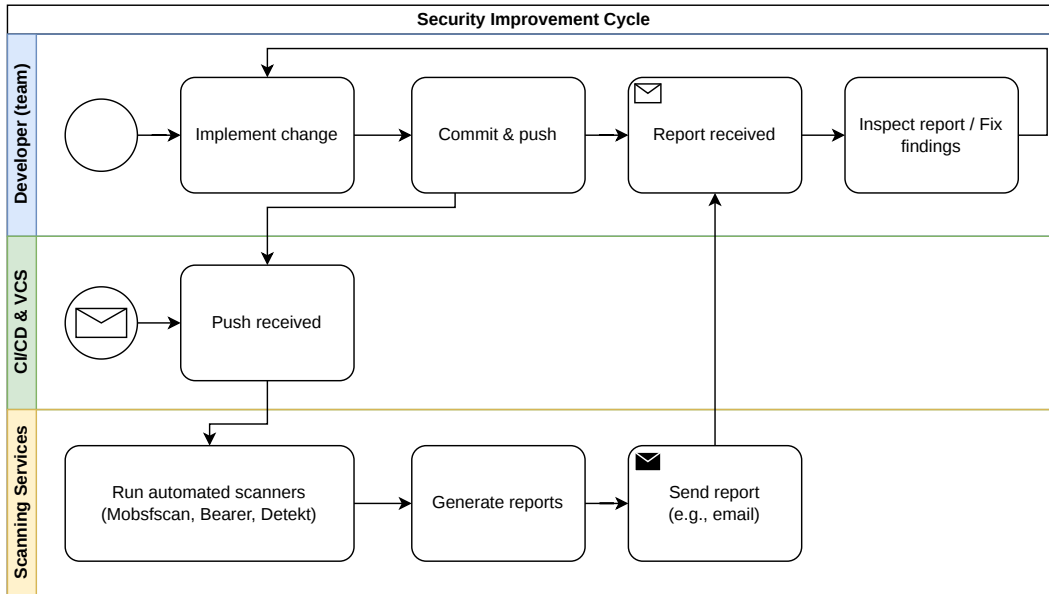 Security Improvement Cycle
Developer (team)
Implement change
Commit & push
Report received
Inspect report / Fix
findings
CI/CD & VCS
Push received
Scanning Services
Run automated scanners
(Mobsfscan, Bearer, Detekt)
Generate reports
Send report
(e.g., email)